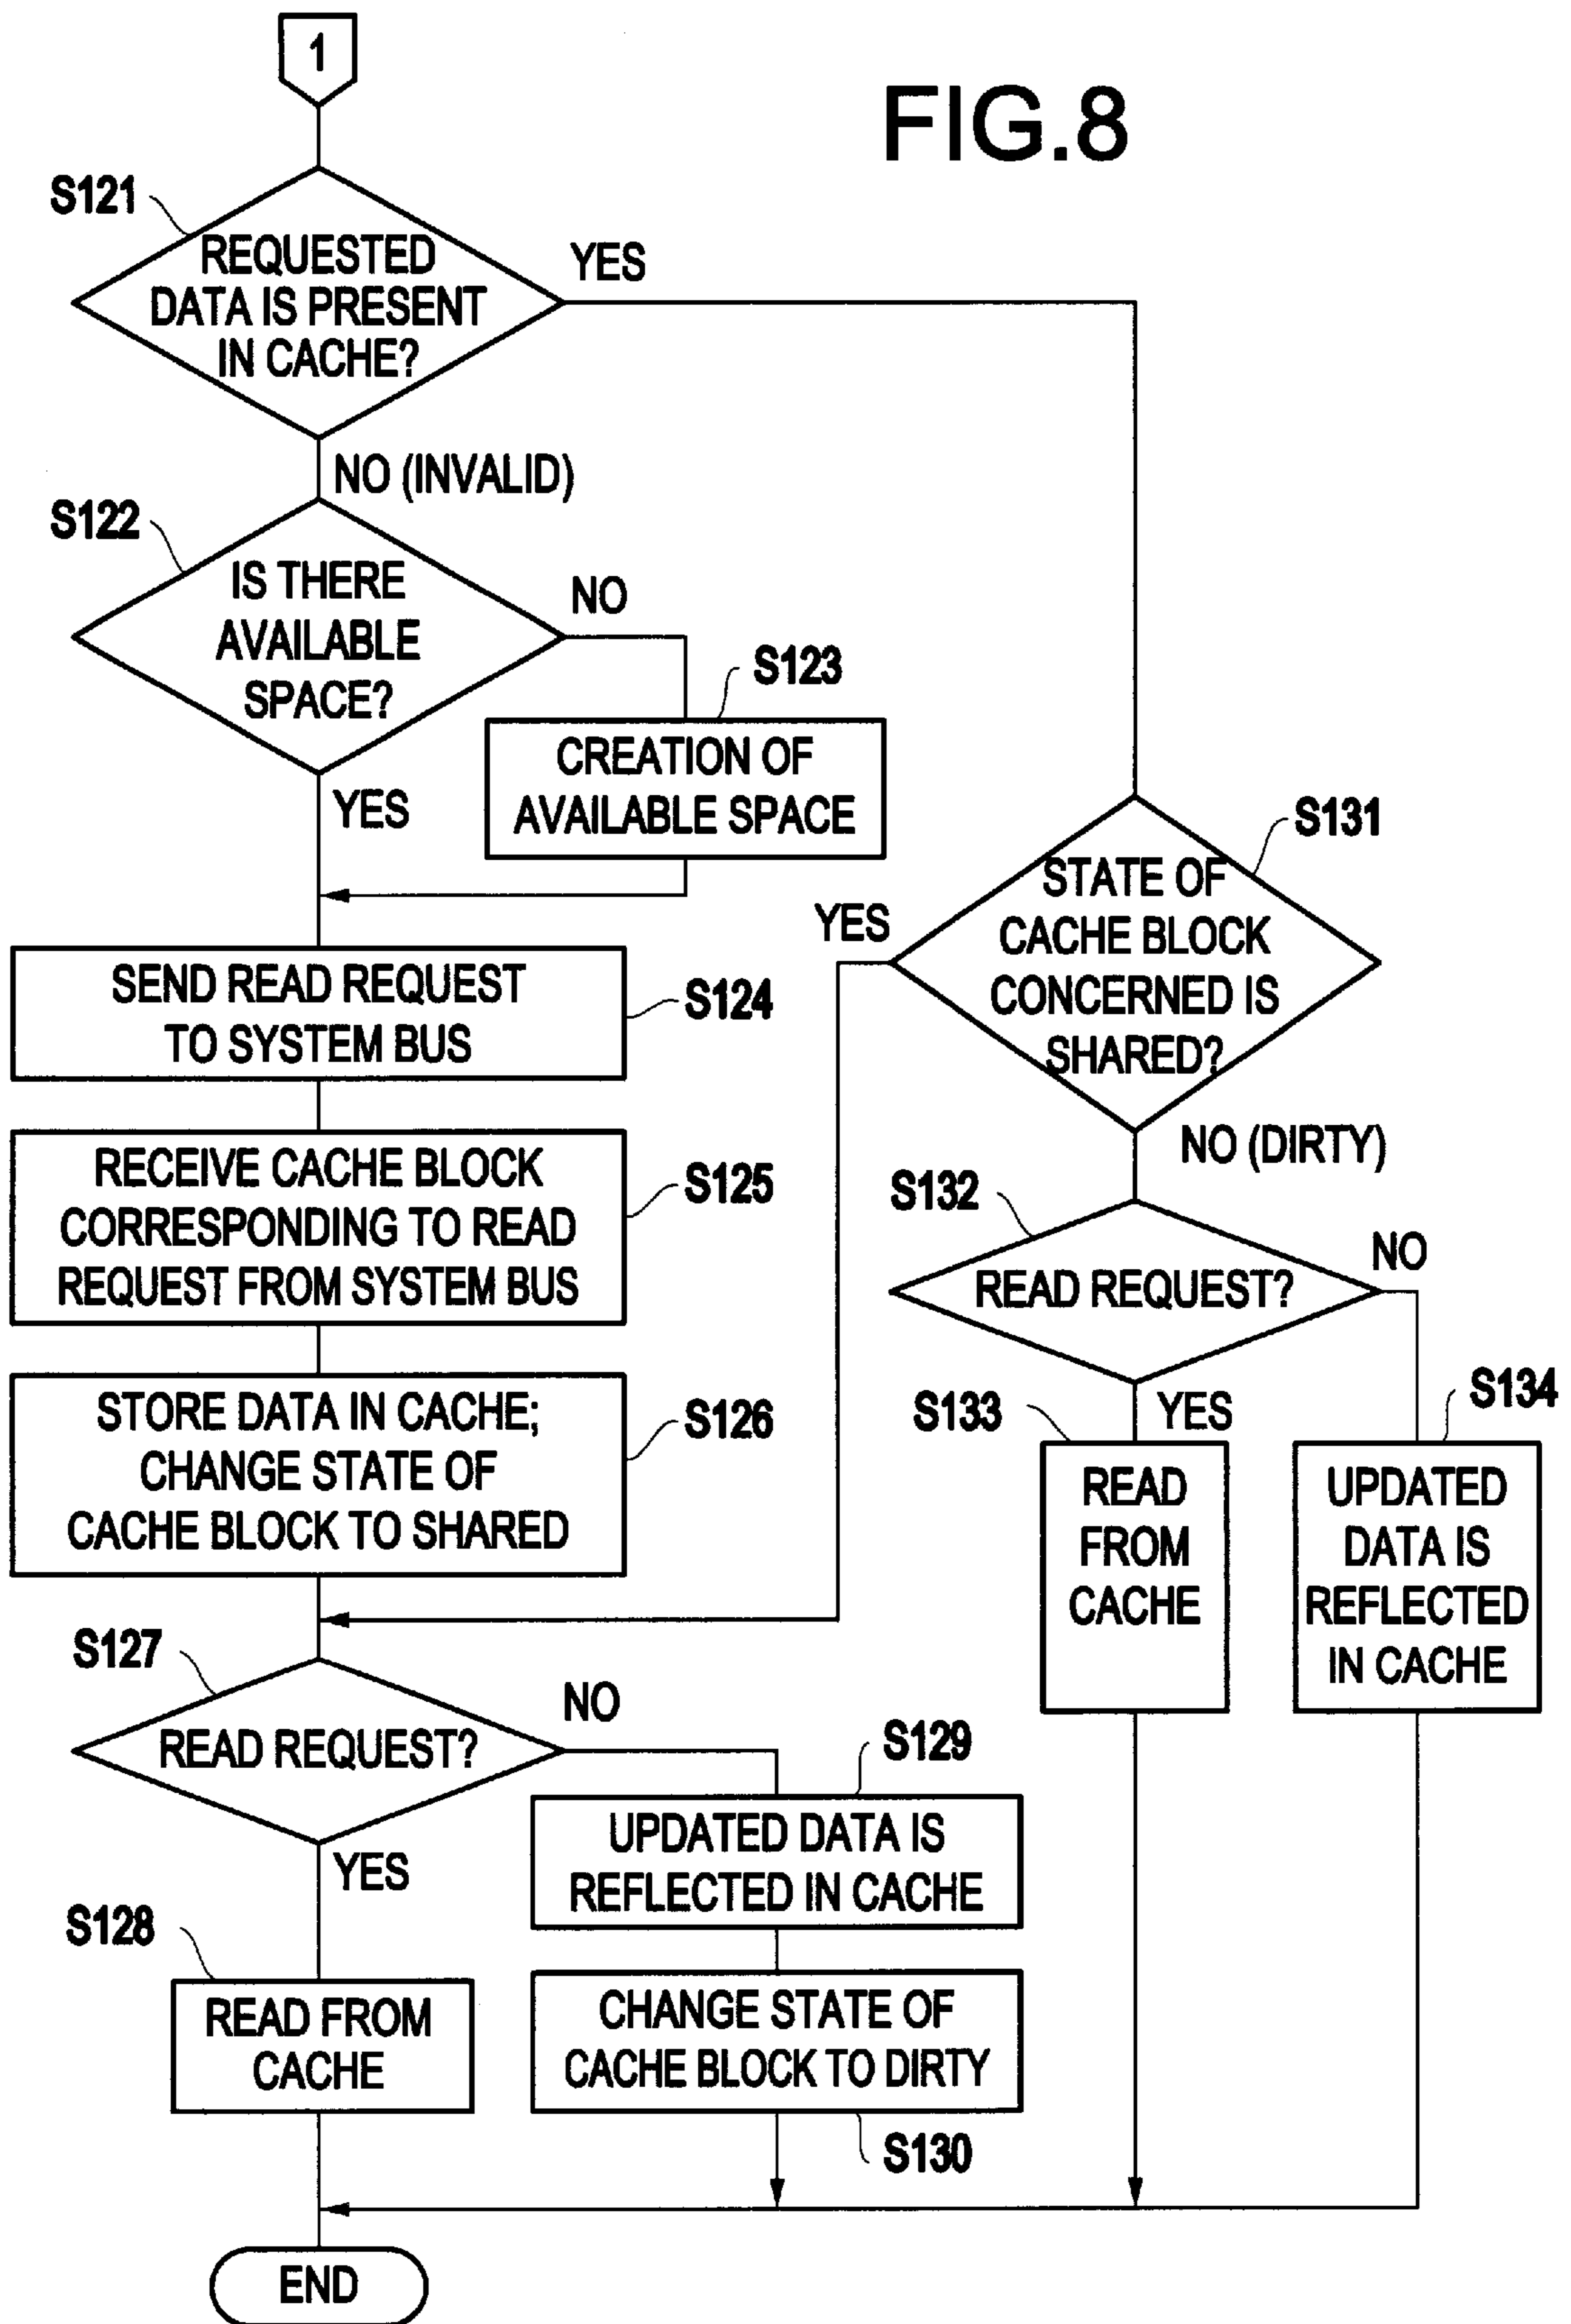 1
FIG.8
S121
REQUESTED
DATA IS PRESENT
IN CACHE?
YES
NO (INVALID)
S122
IS THERE
AVAILABLE
SPACE?
NO
YES
S123
CREATION OF
AVAILABLE SPACE
SEND READ REQUEST
TO SYSTEM BUS
S124
RECEIVE CACHE BLOCK
CORRESPONDING TO READ
REQUEST FROM SYSTEM BUS
S125
STORE DATA IN CACHE;
CHANGE STATE OF
CACHE BLOCK TO SHARED
S126
S127
READ REQUEST?
NO
YES
S128
READ FROM
CACHE
S129
UPDATED DATA IS
REFLECTED IN CACHE
CHANGE STATE OF
CACHE BLOCK TO DIRTY
S130
S131
STATE OF
CACHE BLOCK
CONCERNED IS
SHARED?
YES
NO (DIRTY)
S132
READ REQUEST?
NO
YES
S133
READ
FROM
CACHE
S134
UPDATED
DATA IS
REFLECTED
IN CACHE
END